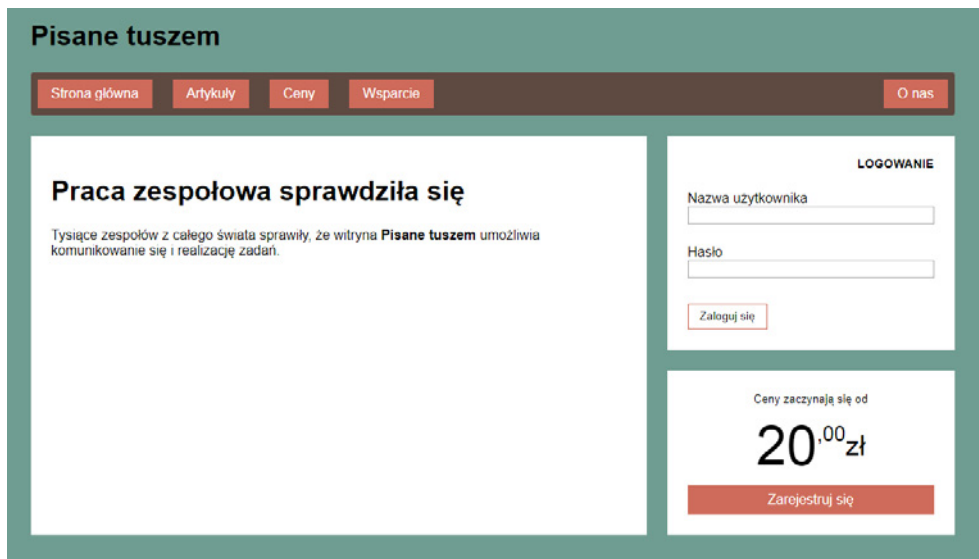 Pisane tuszem
Strona główna Artykuły Ceny Wsparcie O nas
Praca zespołowa sprawdziła się
Tysiące zespołów z całego świata sprawiły, że witryna Pisane tuszem umożliwia
komunikowanie się i realizację zadań.
LOGOWANIE
Nazwa użytkownika
Hasło
Zaloguj się
Ceny zaczynają się od
20,00zł
Zarejestruj się